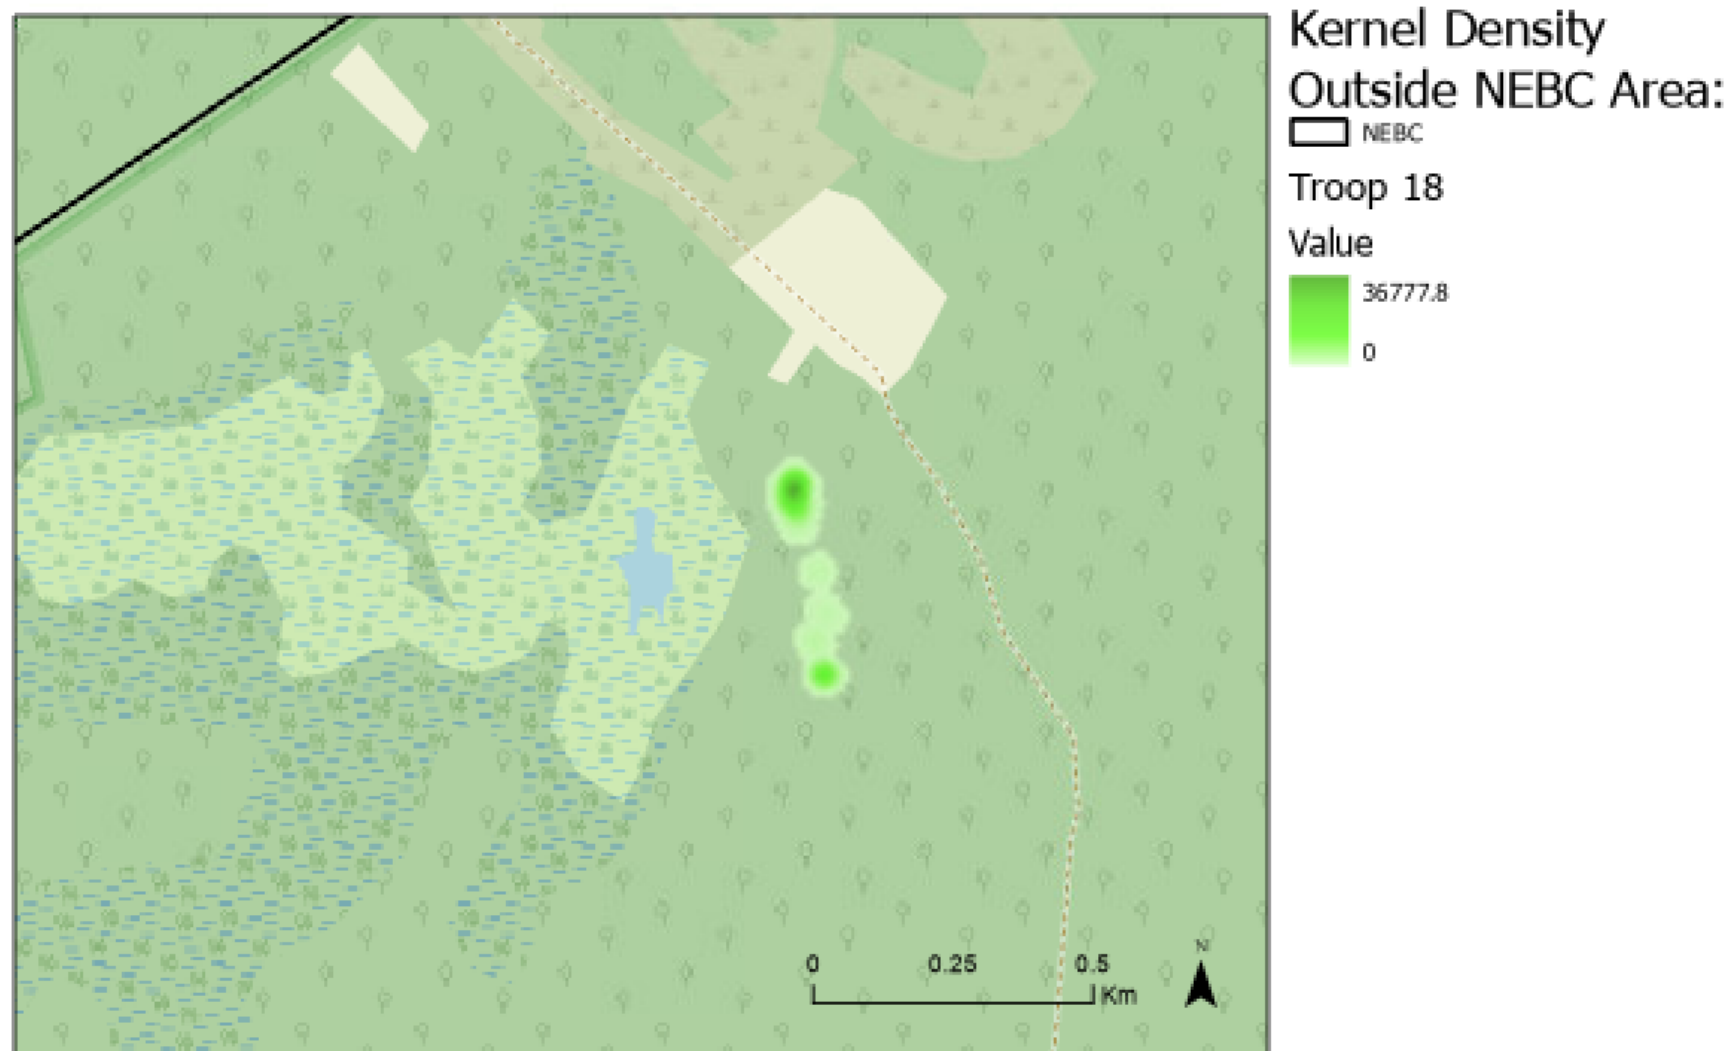 Kernel Density
Outside NEBC Area:
NEBC
Troop 18
Value
36777.8
0
0 0.25 0.5
Km
N